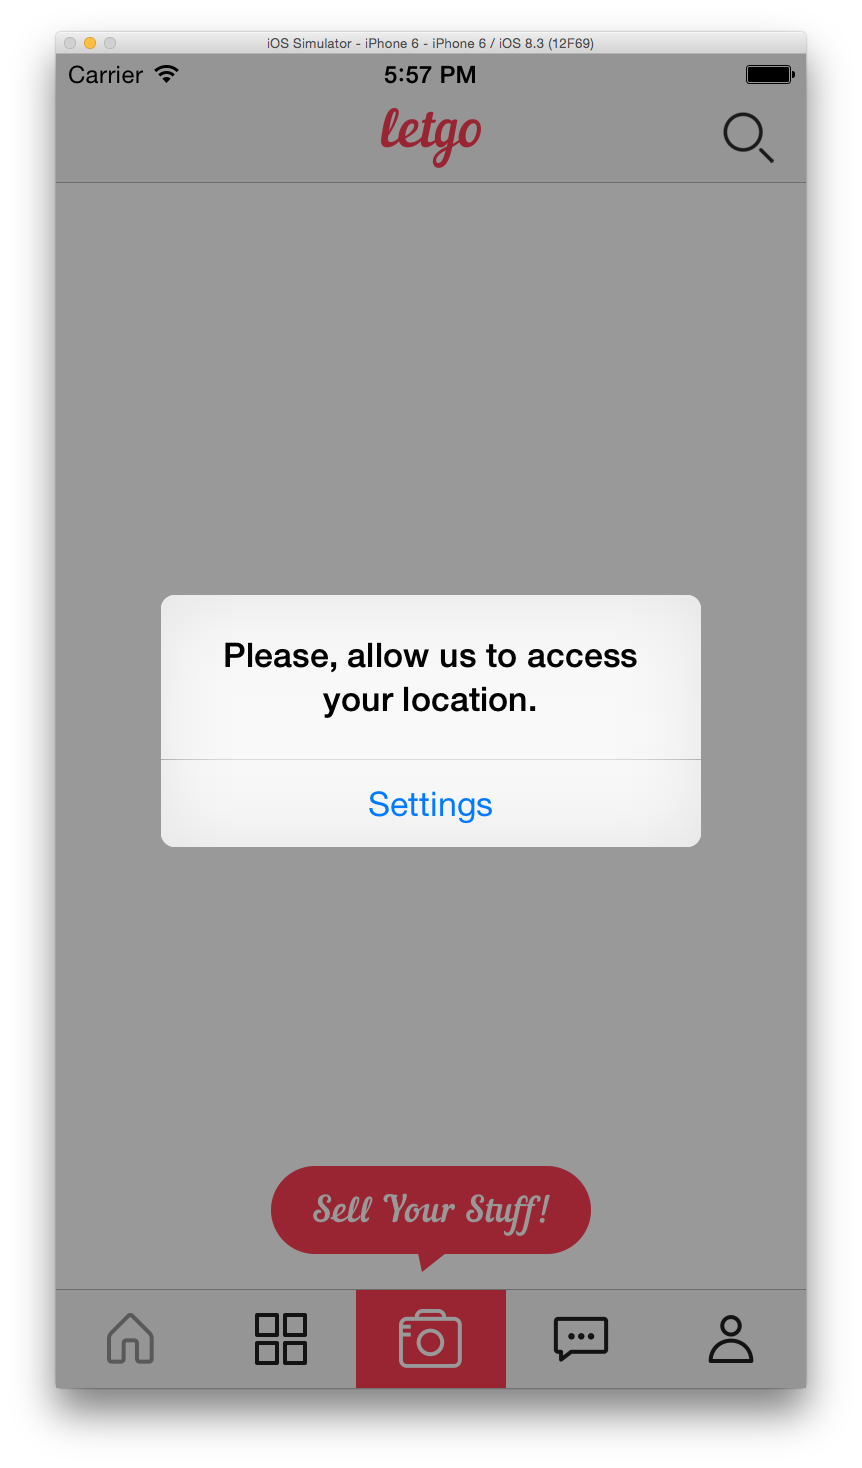 iOS Simulator - iPhone 6 - iPhone 6 / iOS 8.3 (12F69)
Carrier 5:57 PM
letgo
Please, allow us to access
your location.
Settings
Sell Your Stuff!